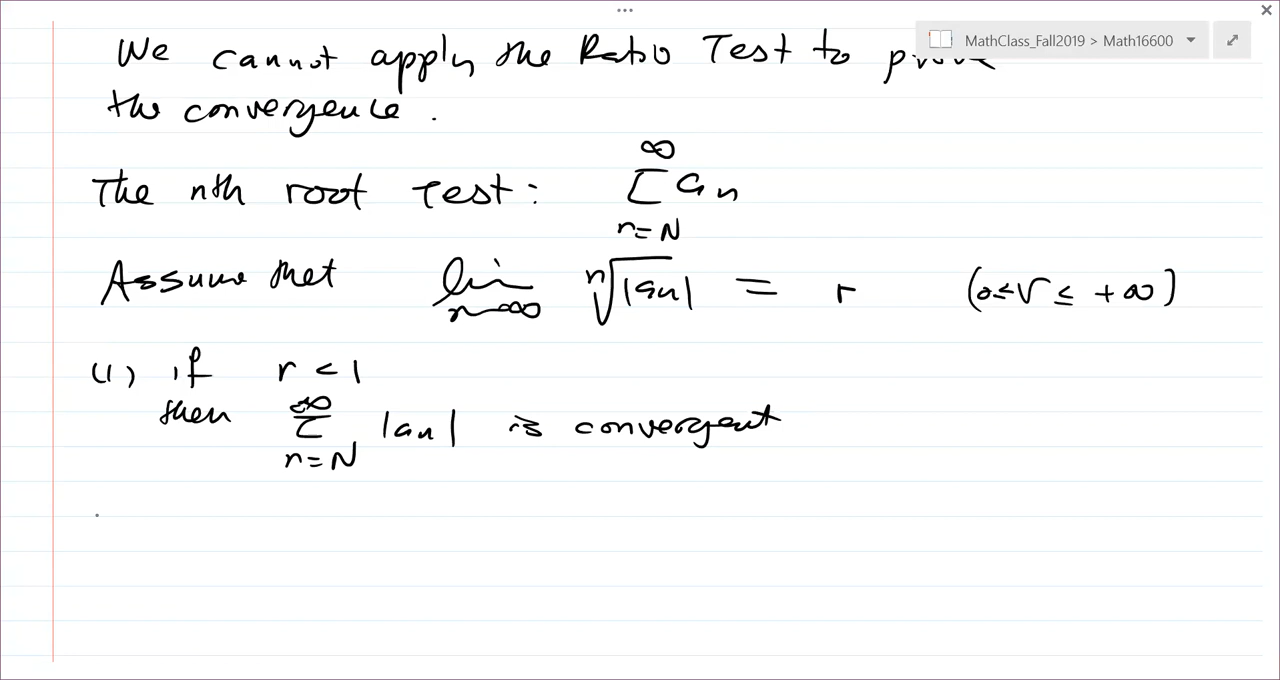 MathClass_Fall2019 > Math16600
We cannot apply the Ratio Test to prove
the convergence.
The nth root Test: ∑_{n=N}^{∞} a_n
Assume that lim_{n→∞} ⁿ√|a_n| = r (0≤r≤+∞)
(1) if r < 1
then ∑_{n=N}^{∞} |a_n| is convergent